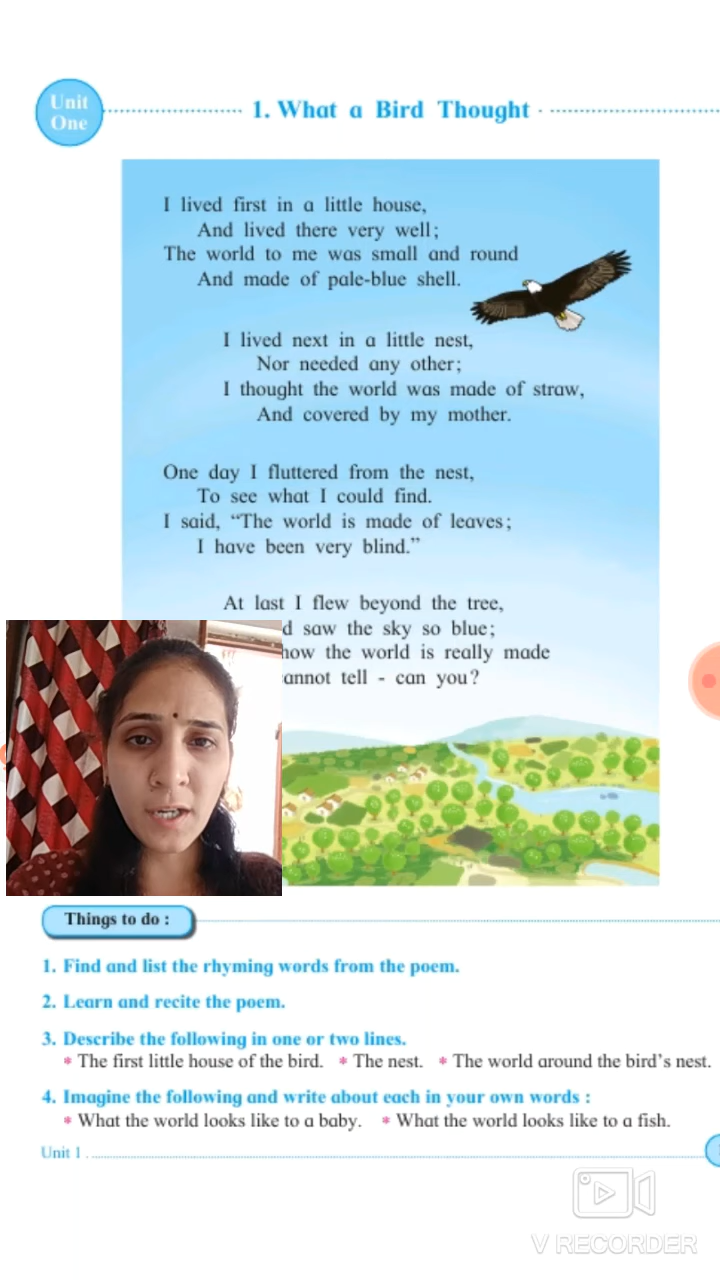 Unit
One
1. What a Bird Thought
I lived first in a little house,
And lived there very well;
The world to me was small and round
And made of pale-blue shell.
I lived next in a little nest,
Nor needed any other;
I thought the world was made of straw,
And covered by my mother.
One day I fluttered from the nest,
To see what I could find.
I said, “The world is made of leaves;
I have been very blind.”
At last I flew beyond the tree,
saw the sky so blue;
the world is really made
tell - can you?
Things to do :
1. Find and list the rhyming words from the poem.
2. Learn and recite the poem.
3. Describe the following in one or two lines.
* The first little house of the bird. * The nest. * The world around the bird’s nest.
4. Imagine the following and write about each in your own words :
* What the world looks like to a baby. * What the world looks like to a fish.
Unit 1
V RECORDER